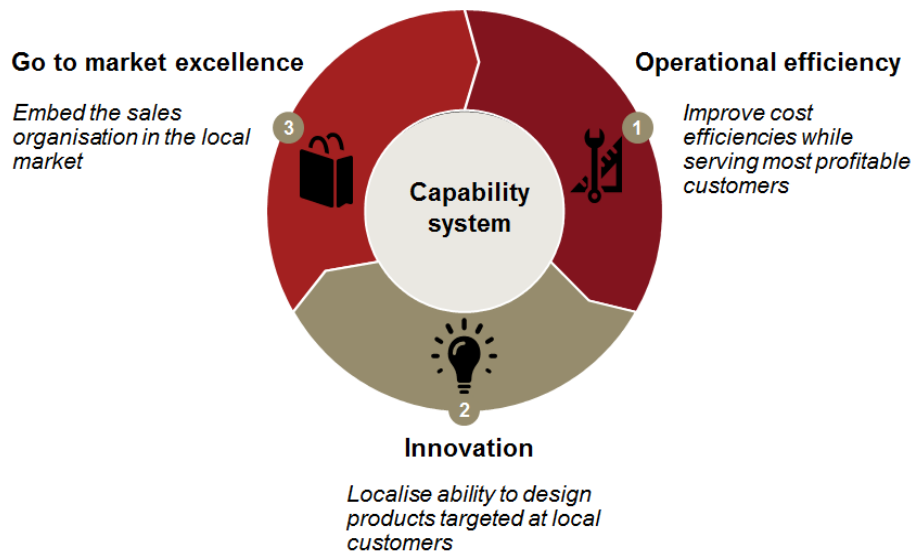 Go to market excellence
Embed the sales
organisation in the local
market
3
Operational efficiency
1
Improve cost
efficiencies while
serving most profitable
customers
Capability
system
2
Innovation
Localise ability to design
products targeted at local
customers